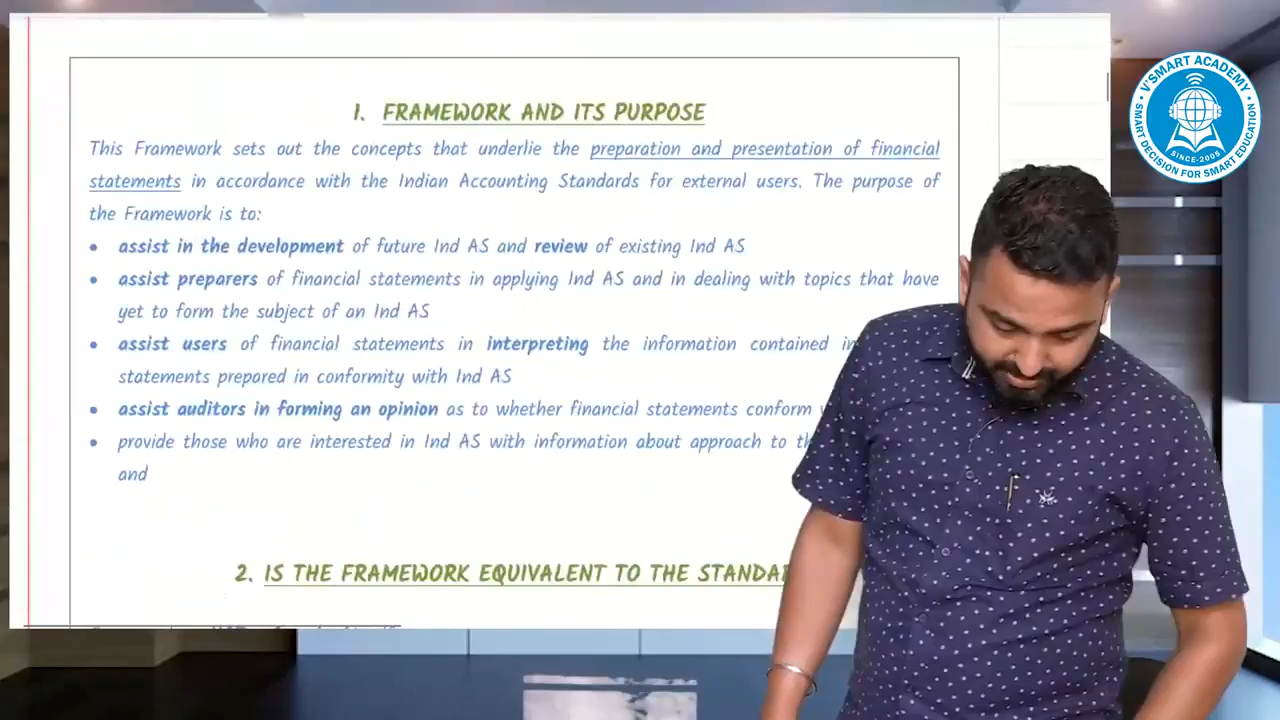 1. FRAMEWORK AND ITS PURPOSE
This Framework sets out the concepts that underlie the preparation and presentation of financial
statements in accordance with the Indian Accounting Standards for external users. The purpose of
the Framework is to:
• assist in the development of future Ind AS and review of existing Ind AS
• assist preparers of financial statements in applying Ind AS and in dealing with topics that have
yet to form the subject of an Ind AS
• assist users of financial statements in interpreting the information contained in
statements prepared in conformity with Ind AS
• assist auditors in forming an opinion as to whether financial statements conform
• provide those who are interested in Ind AS with information about approach to
and
2. IS THE FRAMEWORK EQUIVALENT TO THE
V'SMART ACADEMY
SINCE-2008
SMART DECISION FOR SMART EDUCATION